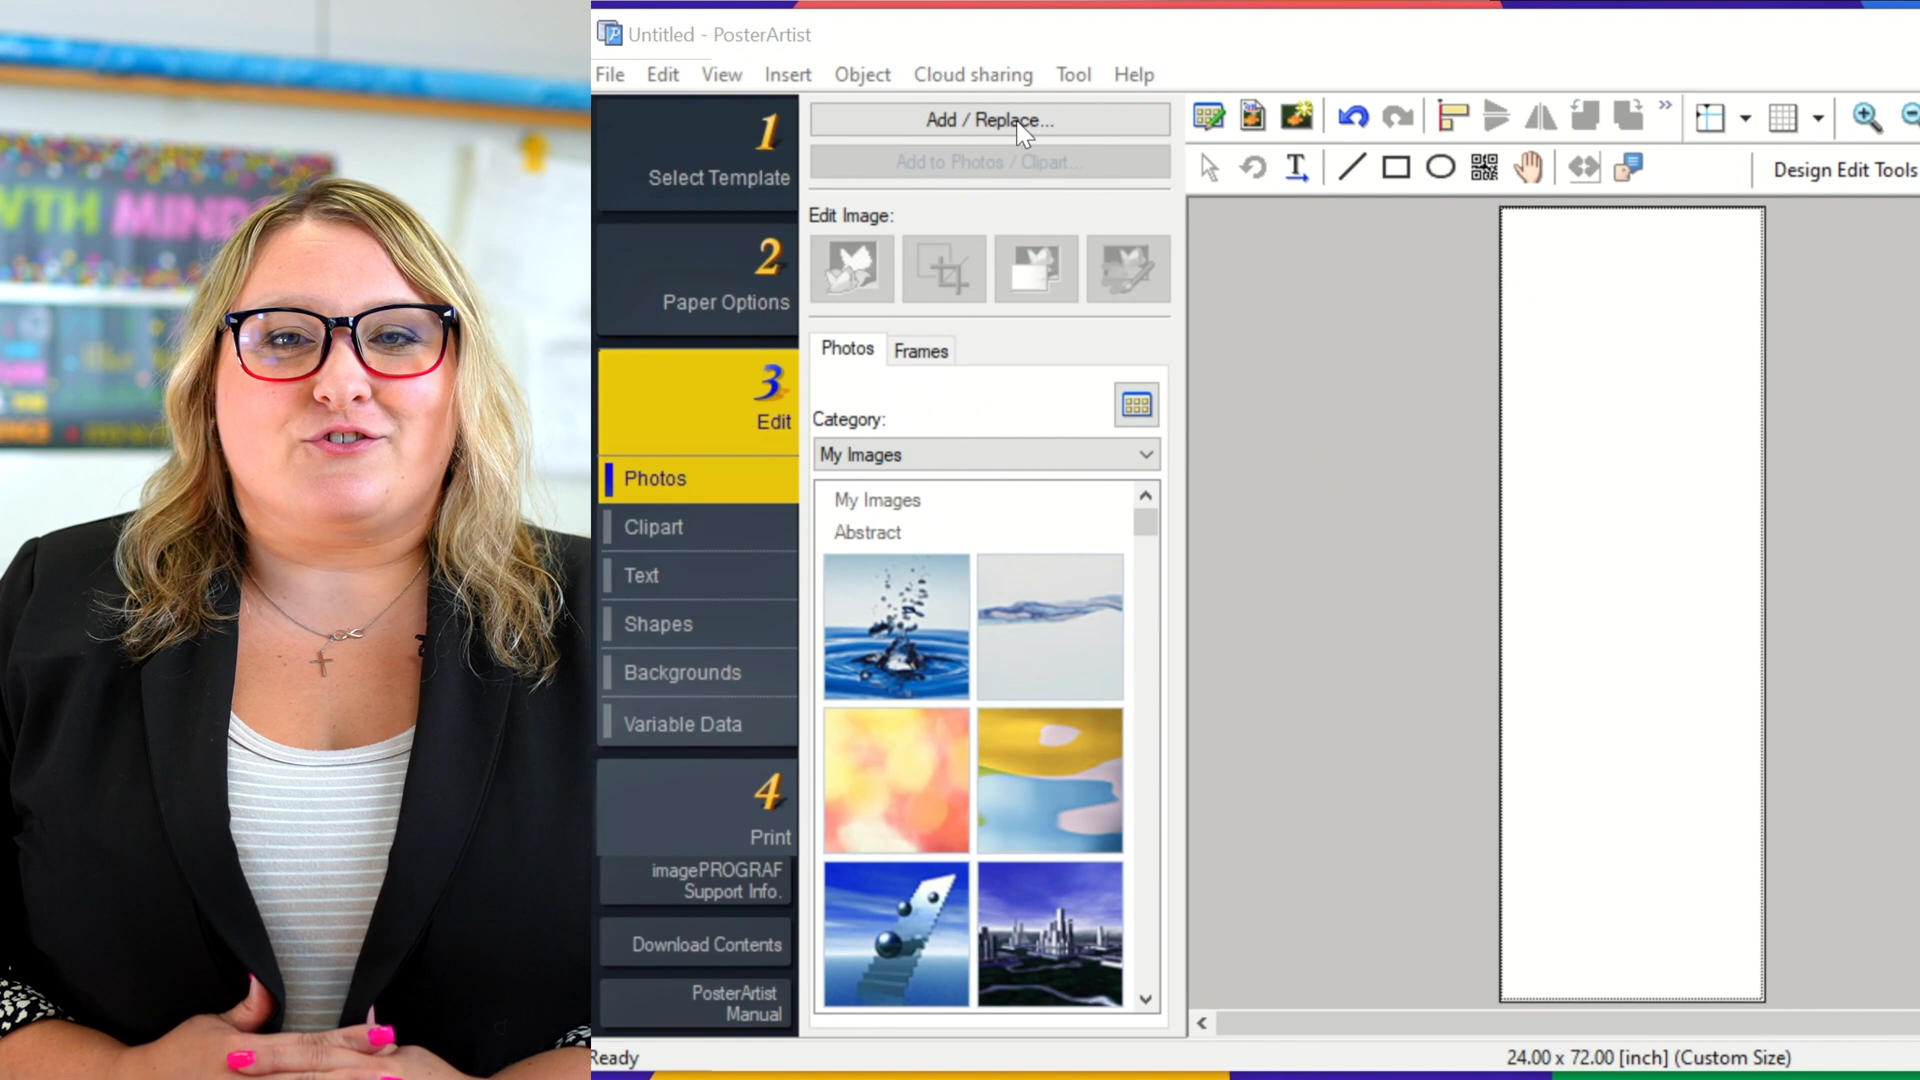 WTH MIND
Untitled - PosterArtist
File Edit View Insert Object Cloud sharing Tool Help
1
Select Template
2
Paper Options
3
Edit
Photos
Clipart
Text
Shapes
Backgrounds
Variable Data
4
Print
imagePROGRAF
Support Info.
Download Contents
PosterArtist
Manual
Add / Replace...
Add to Photos / Clipart...
Edit Image:
Photos Frames
Category:
My Images
My Images
Abstract
Design Edit Tools
Ready
24.00 x 72.00 [inch] (Custom Size)